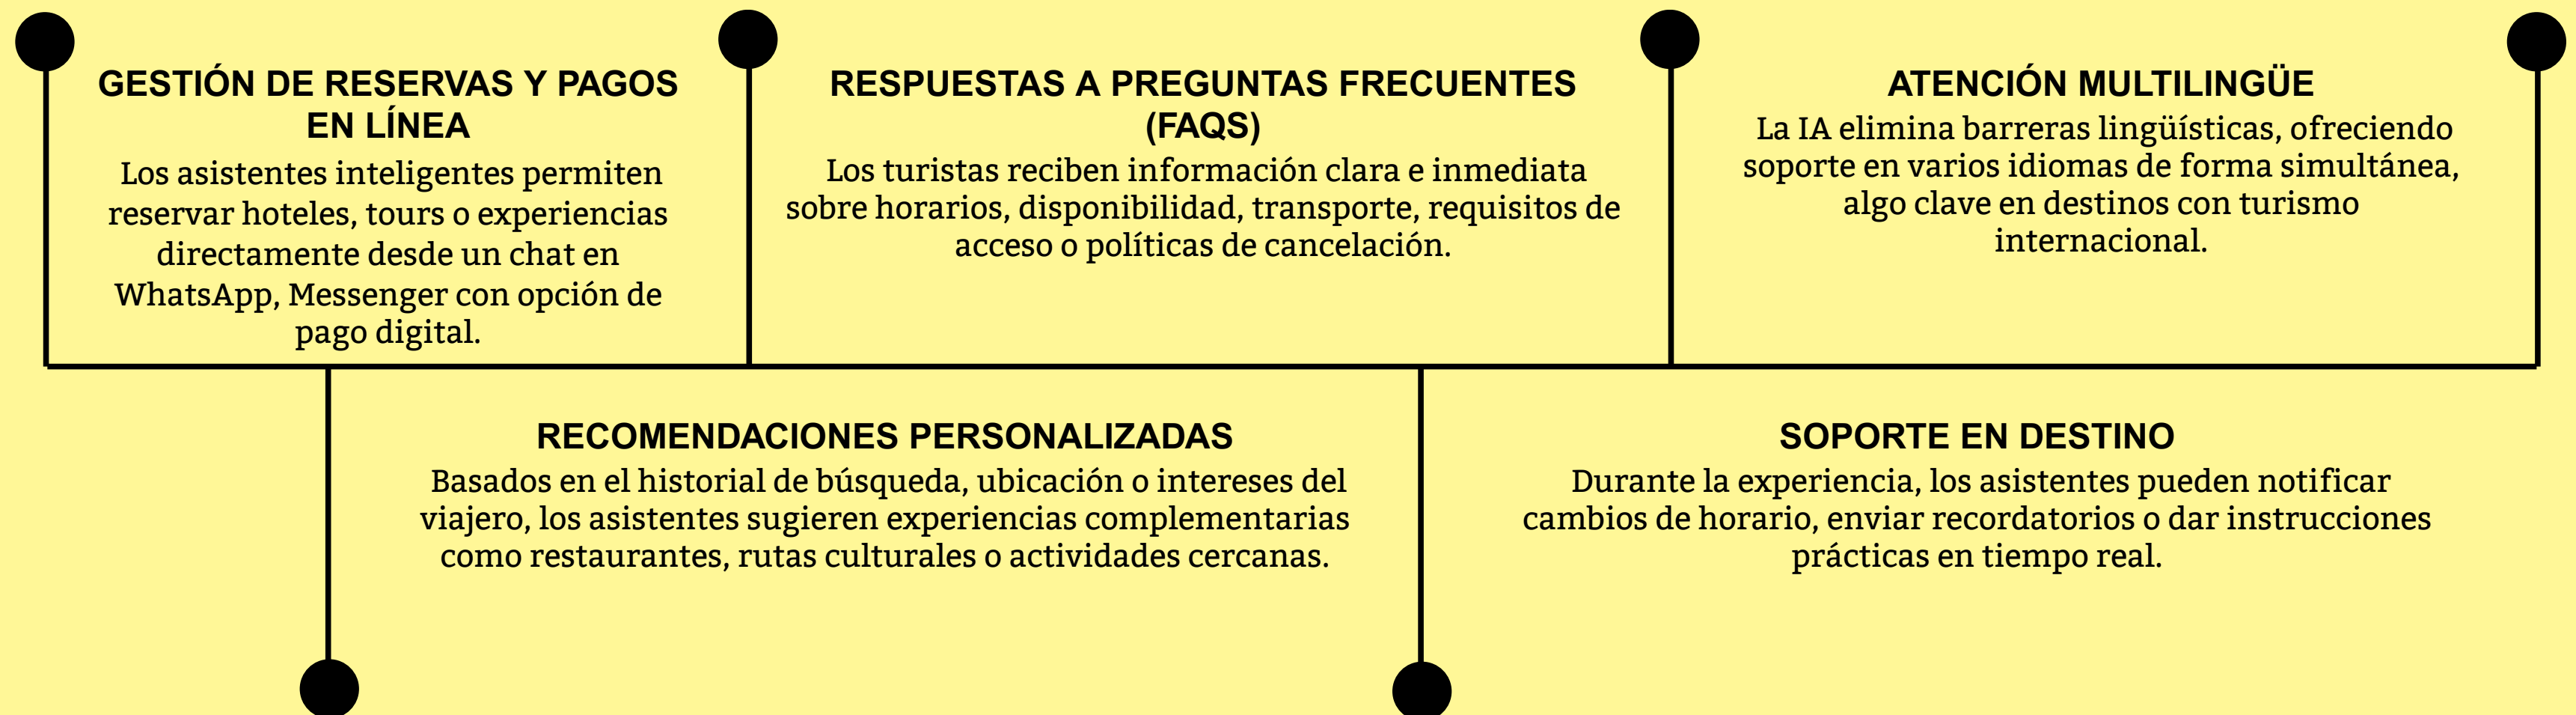 GESTIÓN DE RESERVAS Y PAGOS
EN LÍNEA
Los asistentes inteligentes permiten
reservar hoteles, tours o experiencias
directamente desde un chat en
WhatsApp, Messenger con opción de
pago digital.
RESPUESTAS A PREGUNTAS FRECUENTES
(FAQS)
Los turistas reciben información clara e inmediata
sobre horarios, disponibilidad, transporte, requisitos de
acceso o políticas de cancelación.
ATENCIÓN MULTILINGÜE
La IA elimina barreras lingüísticas, ofreciendo
soporte en varios idiomas de forma simultánea,
algo clave en destinos con turismo
internacional.
RECOMENDACIONES PERSONALIZADAS
Basados en el historial de búsqueda, ubicación o intereses del
viajero, los asistentes sugieren experiencias complementarias
como restaurantes, rutas culturales o actividades cercanas.
SOPORTE EN DESTINO
Durante la experiencia, los asistentes pueden notificar
cambios de horario, enviar recordatorios o dar instrucciones
prácticas en tiempo real.